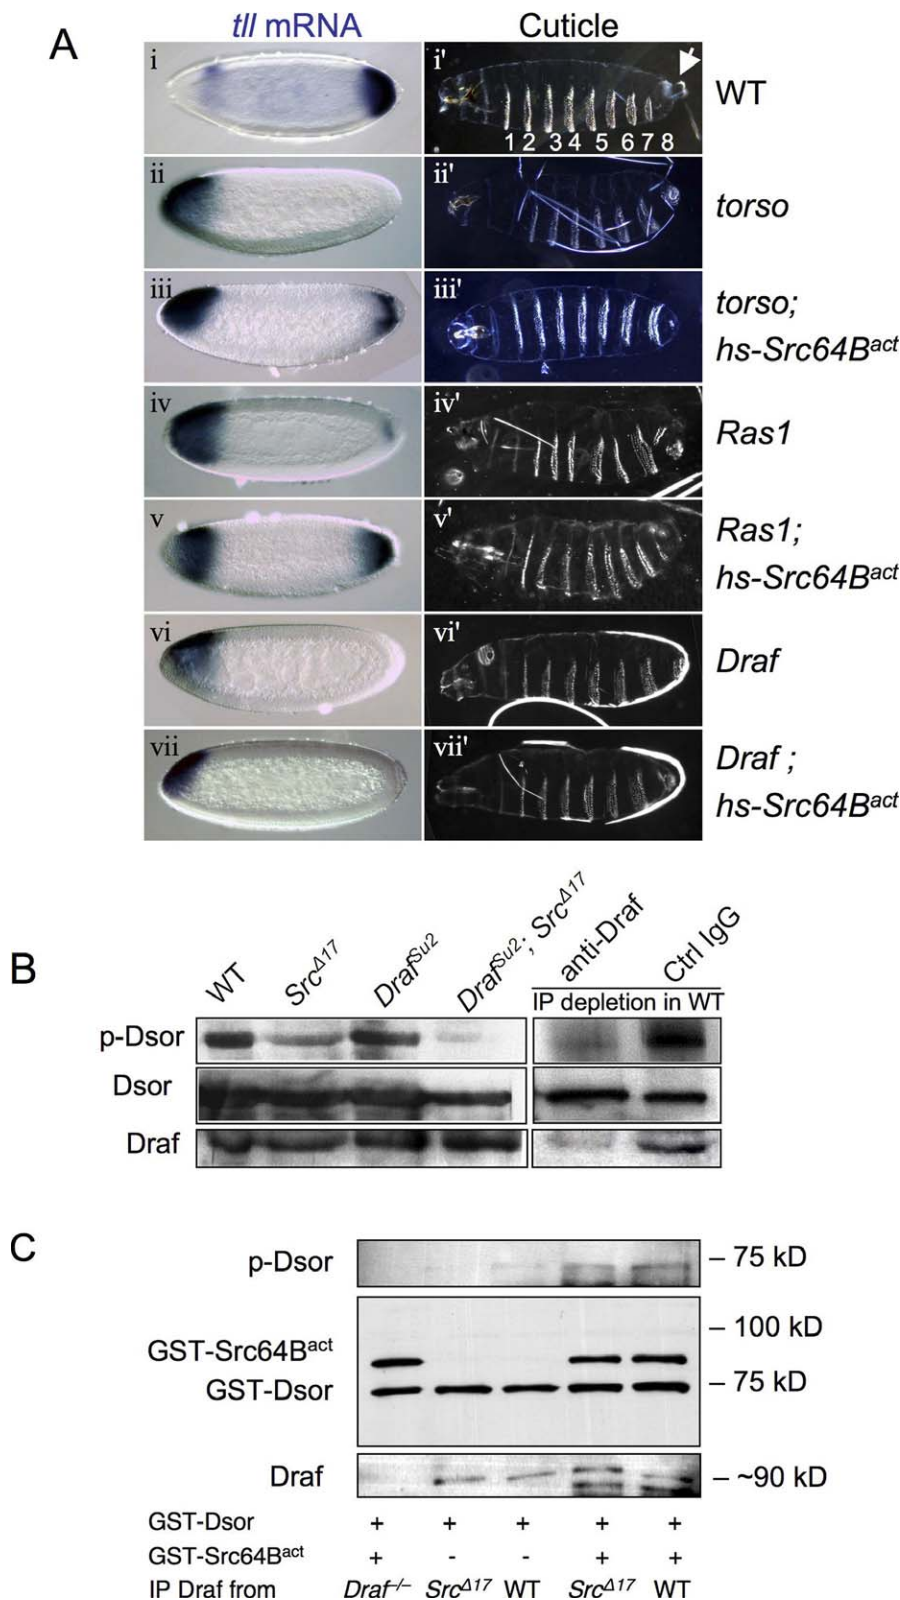 A
tll mRNA Cuticle
i i' WT
1 2 3 4 5 6 7 8
ii ii' torso
iii iii' torso;
hs-Src64Bact
iv iv' Ras1
v v' Ras1;
hs-Src64Bact
vi vi' Draf
vii vii' Draf ;
hs-Src64Bact
B
WT SrcΔ17 DrafSu2 DrafSu2; SrcΔ17 anti-Draf Ctrl IgG
IP depletion in WT
p-Dsor
Dsor
Draf
C
p-Dsor – 75 kD
– 100 kD
GST-Src64Bact
GST-Dsor – 75 kD
Draf – ~90 kD
GST-Dsor + + + + +
GST-Src64Bact + - - + +
IP Draf from Draf–/– SrcΔ17 WT SrcΔ17 WT